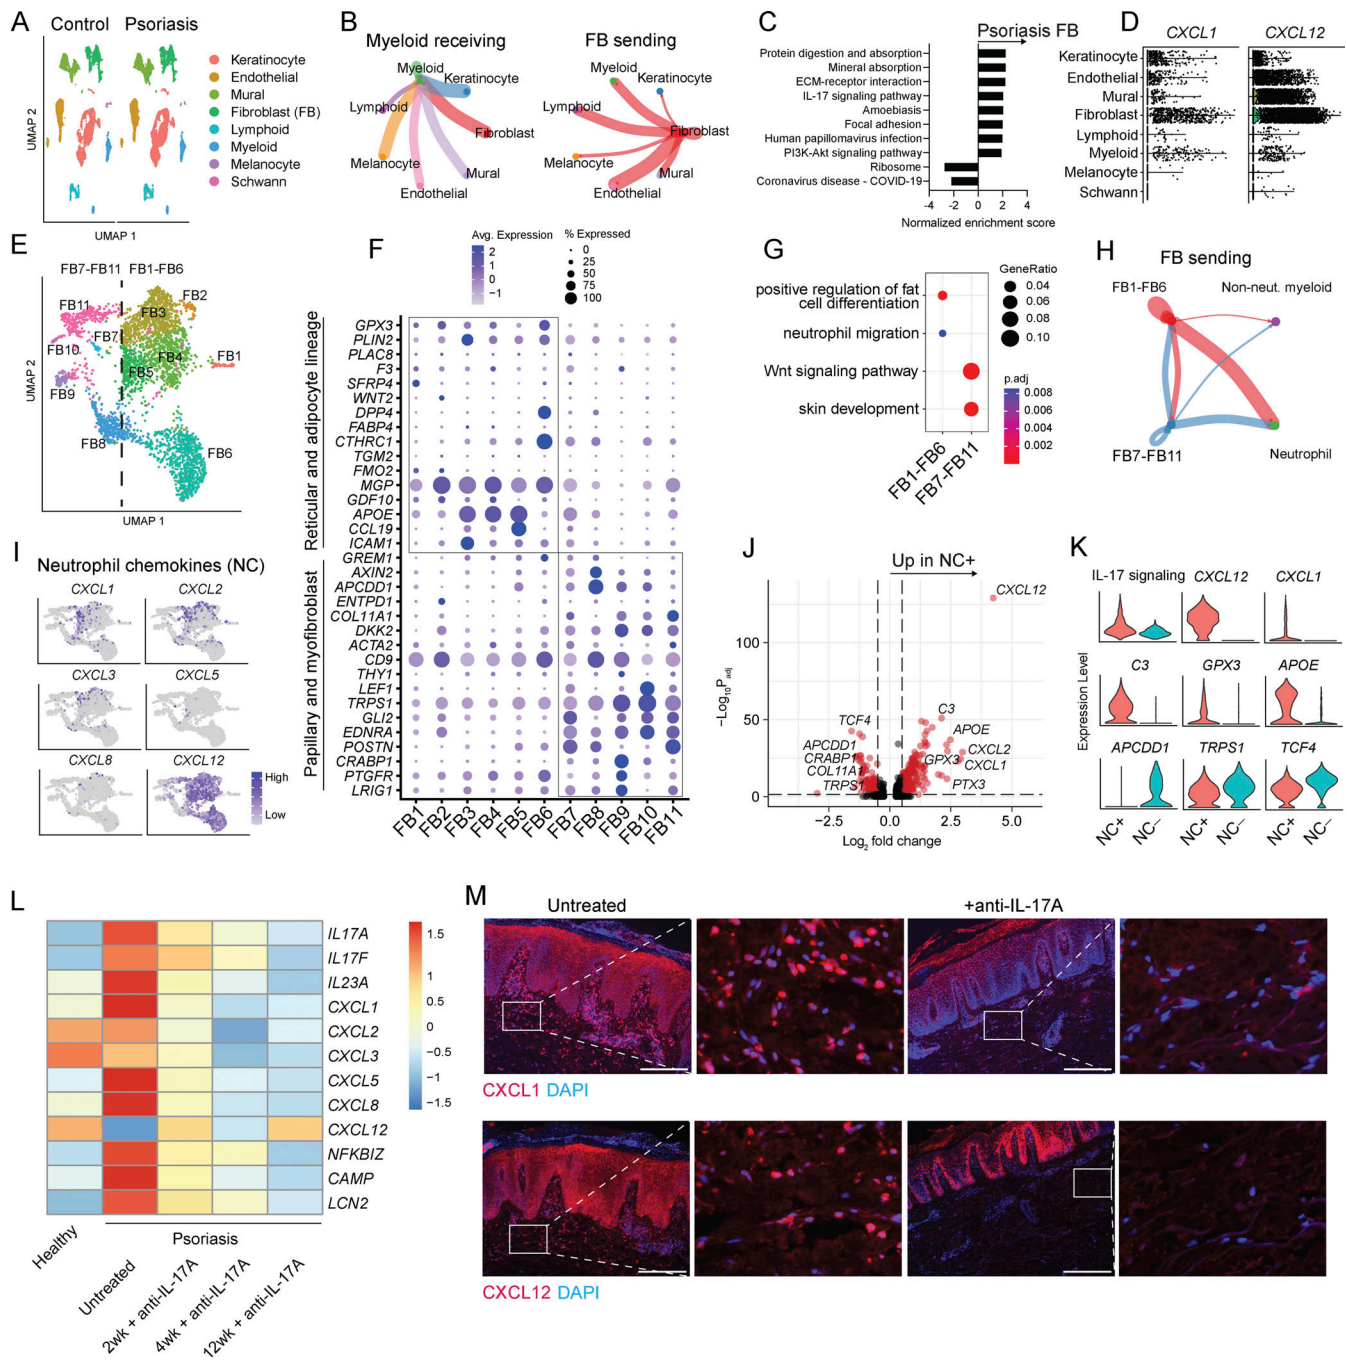 A
Control
Psoriasis
UMAP 2
UMAP 1
Keratinocyte
Endothelial
Mural
Fibroblast (FB)
Lymphoid
Myeloid
Melanocyte
Schwann
B
Myeloid receiving
Myeloid
Keratinocyte
Lymphoid
Fibroblast
Melanocyte
Mural
Endothelial
FB sending
Myeloid
Keratinocyte
Lymphoid
Fibroblast
Melanocyte
Mural
Endothelial
C
Psoriasis FB
Protein digestion and absorption
Mineral absorption
ECM-receptor interaction
IL-17 signaling pathway
Amoebiasis
Focal adhesion
Human papillomavirus infection
PI3K-Akt signaling pathway
Ribosome
Coronavirus disease - COVID-19
-4 -2 0 2 4
Normalized enrichment score
D
CXCL1
CXCL12
Keratinocyte
Endothelial
Mural
Fibroblast
Lymphoid
Myeloid
Melanocyte
Schwann
E
FB7-FB11
FB1-FB6
FB11
FB2
FB3
FB7
FB10
FB4
FB1
FB5
FB9
FB8
FB6
UMAP 2
UMAP 1
F
Avg. Expression
2
1
0
−1
% Expressed
0
25
50
75
100
Reticular and adipocyte lineage
GPX3
PLIN2
PLAC8
F3
SFRP4
WNT2
DPP4
FABP4
CTHRC1
TGM2
FMO2
MGP
GDF10
APOE
CCL19
ICAM1
Papillary and myofibroblast
GREM1
AXIN2
APCDD1
ENTPD1
COL11A1
DKK2
ACTA2
CD9
THY1
LEF1
TRPS1
GLI2
EDNRA
POSTN
CRABP1
PTGFR
LRIG1
FB1 FB2 FB3 FB4 FB5 FB6 FB7 FB8 FB9 FB10 FB11
G
positive regulation of fat
cell differentiation
neutrophil migration
Wnt signaling pathway
skin development
FB1-FB6
FB7-FB11
GeneRatio
0.04
0.06
0.08
0.10
p.adj
0.008
0.006
0.004
0.002
H
FB sending
FB1-FB6
Non-neut. myeloid
FB7-FB11
Neutrophil
I
Neutrophil chemokines (NC)
CXCL1
CXCL2
CXCL3
CXCL5
CXCL8
CXCL12
High
Low
J
Up in NC+
CXCL12
100
50
0
−Log10Padj
TCF4
C3
APCDD1
APOE
CRABP1
CXCL2
COL11A1
GPX3
CXCL1
TRPS1
PTX3
−2.5 0.0 2.5 5.0
Log2 fold change
K
IL-17 signaling
CXCL12
CXCL1
C3
GPX3
APOE
APCDD1
TRPS1
TCF4
Expression Level
NC+ NC− NC+ NC− NC+ NC−
L
IL17A
IL17F
IL23A
CXCL1
CXCL2
CXCL3
CXCL5
CXCL8
CXCL12
NFKBIZ
CAMP
LCN2
1.5
1
0.5
0
−0.5
−1
−1.5
Healthy
Psoriasis
Untreated
2wk + anti-IL-17A
4wk + anti-IL-17A
12wk + anti-IL-17A
M
Untreated
+anti-IL-17A
CXCL1 DAPI
CXCL12 DAPI